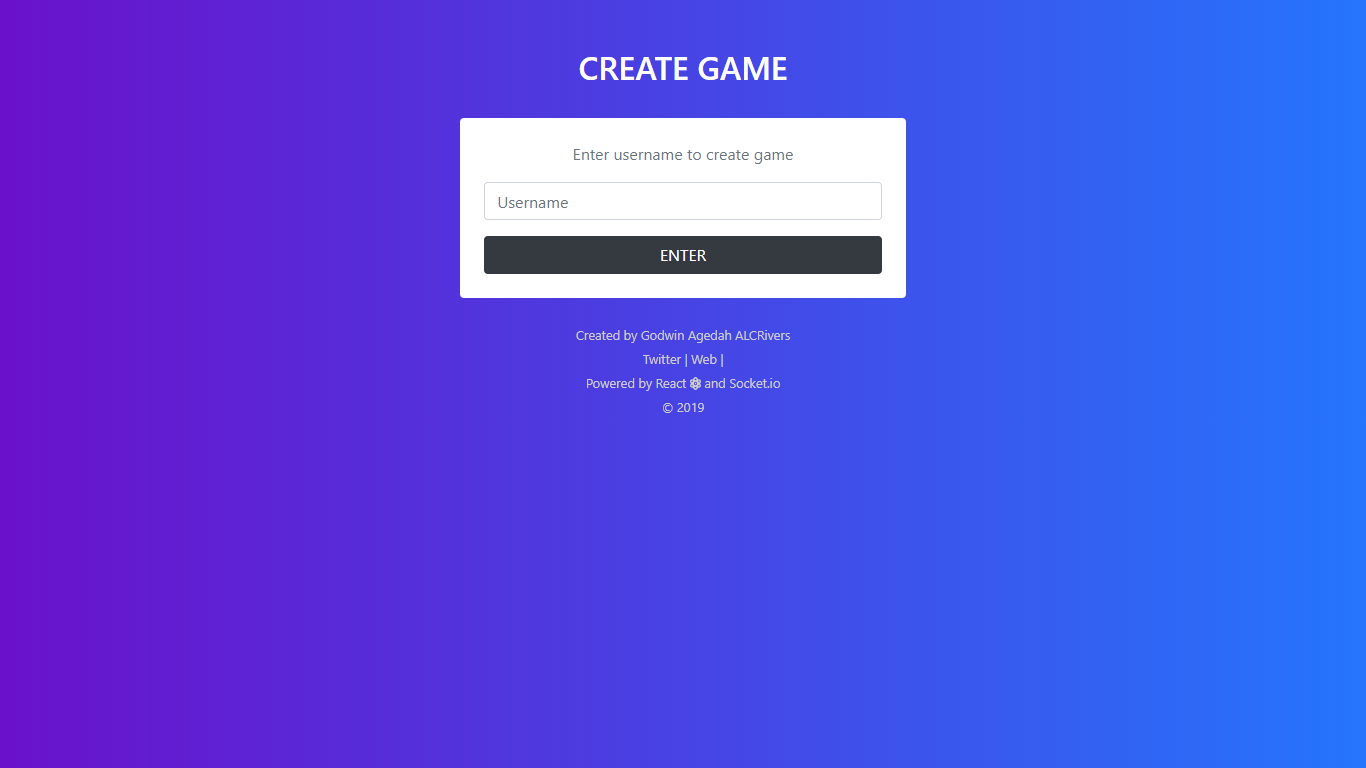 CREATE GAME
Enter username to create game
Username
ENTER
Created by Godwin Agedah ALCRivers
Twitter | Web |
Powered by React and Socket.io
© 2019